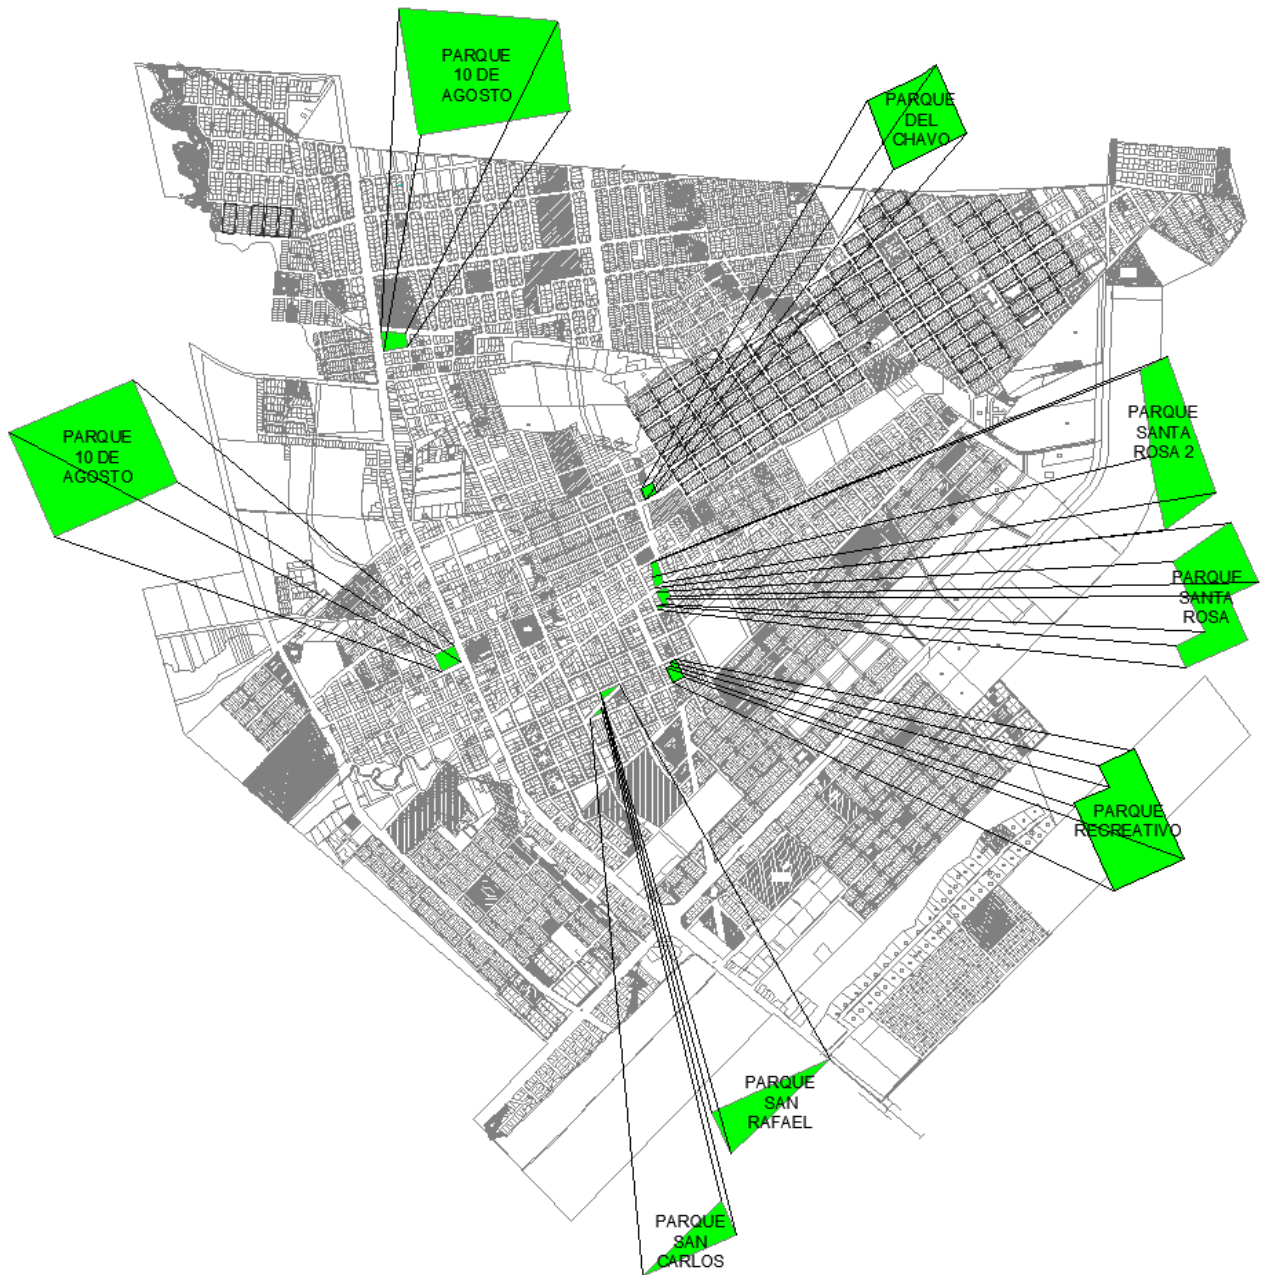 PARQUE
10 DE
AGOSTO
PARQUE
DEL
CHAVO
PARQUE
SANTA
ROSA 2
PARQUE
10 DE
AGOSTO
PARQUE
SANTA
ROSA
PARQUE
RECREATIVO
PARQUE
SAN
RAFAEL
PARQUE
SAN
CARLOS